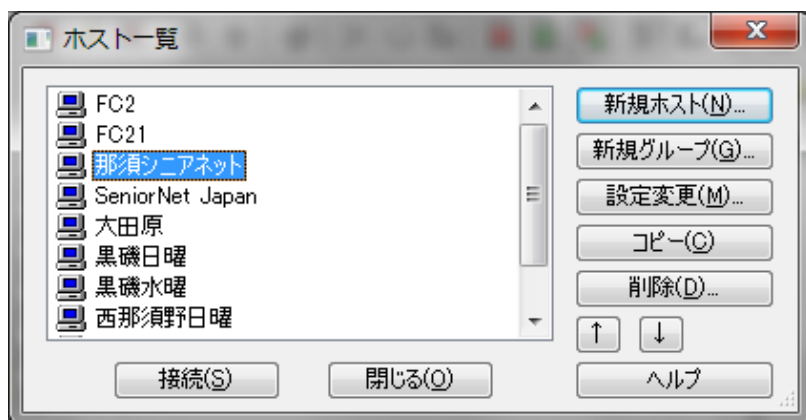 ホスト一覧
FC2
FC21
那須シニアネット
SeniorNet Japan
大田原
黒磯日曜
黒磯水曜
西那須野日曜
新規ホスト(N)...
新規グループ(G)...
設定変更(M)...
コピー(C)
削除(D)...
↑ ↓
接続(S) 閉じる(O) ヘルプ